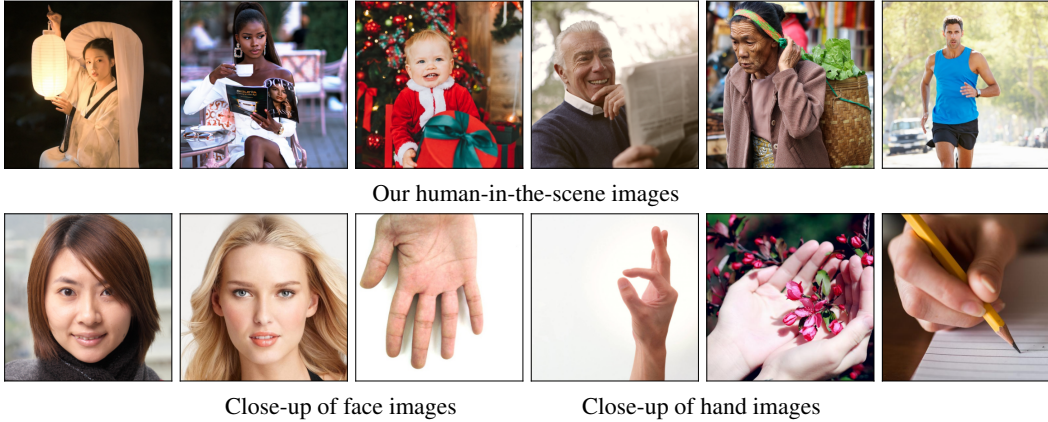 Our human-in-the-scene images
Close-up of face images
Close-up of hand images